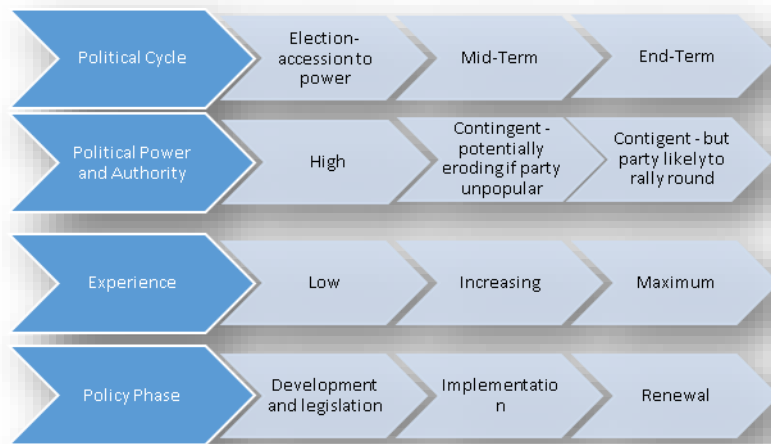 Political Cycle
Election-
accession to
power
Mid-Term
End-Term
Political Power
and Authority
High
Contingent -
potentially
eroding if party
unpopular
Contigent - but
party likely to
rally round
Experience
Low
Increasing
Maximum
Policy Phase
Development
and legislation
Implementatio
n
Renewal